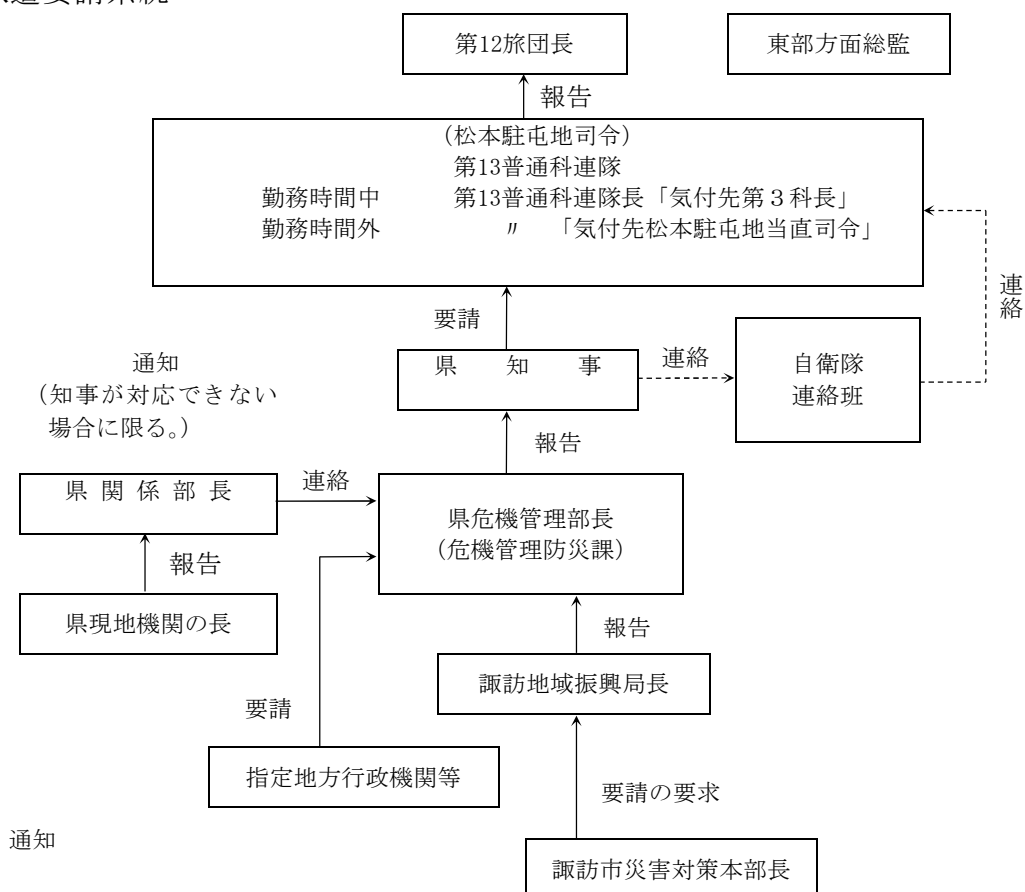 派遣要請系統
第12旅団長
東部方面総監
報告
(松本駐屯地司令)
第13普通科連隊
勤務時間中 第13普通科連隊長「気付先第３科長」
勤務時間外 〃 「気付先松本駐屯地当直司令」
連絡
要請
通知
(知事が対応できない
場合に限る。)
県 知 事
連絡
自衛隊
連絡班
報告
県 関 係 部 長
連絡
県危機管理部長
(危機管理防災課)
報告
県現地機関の長
報告
諏訪地域振興局長
要請
指定地方行政機関等
要請の要求
通知
諏訪市災害対策本部長